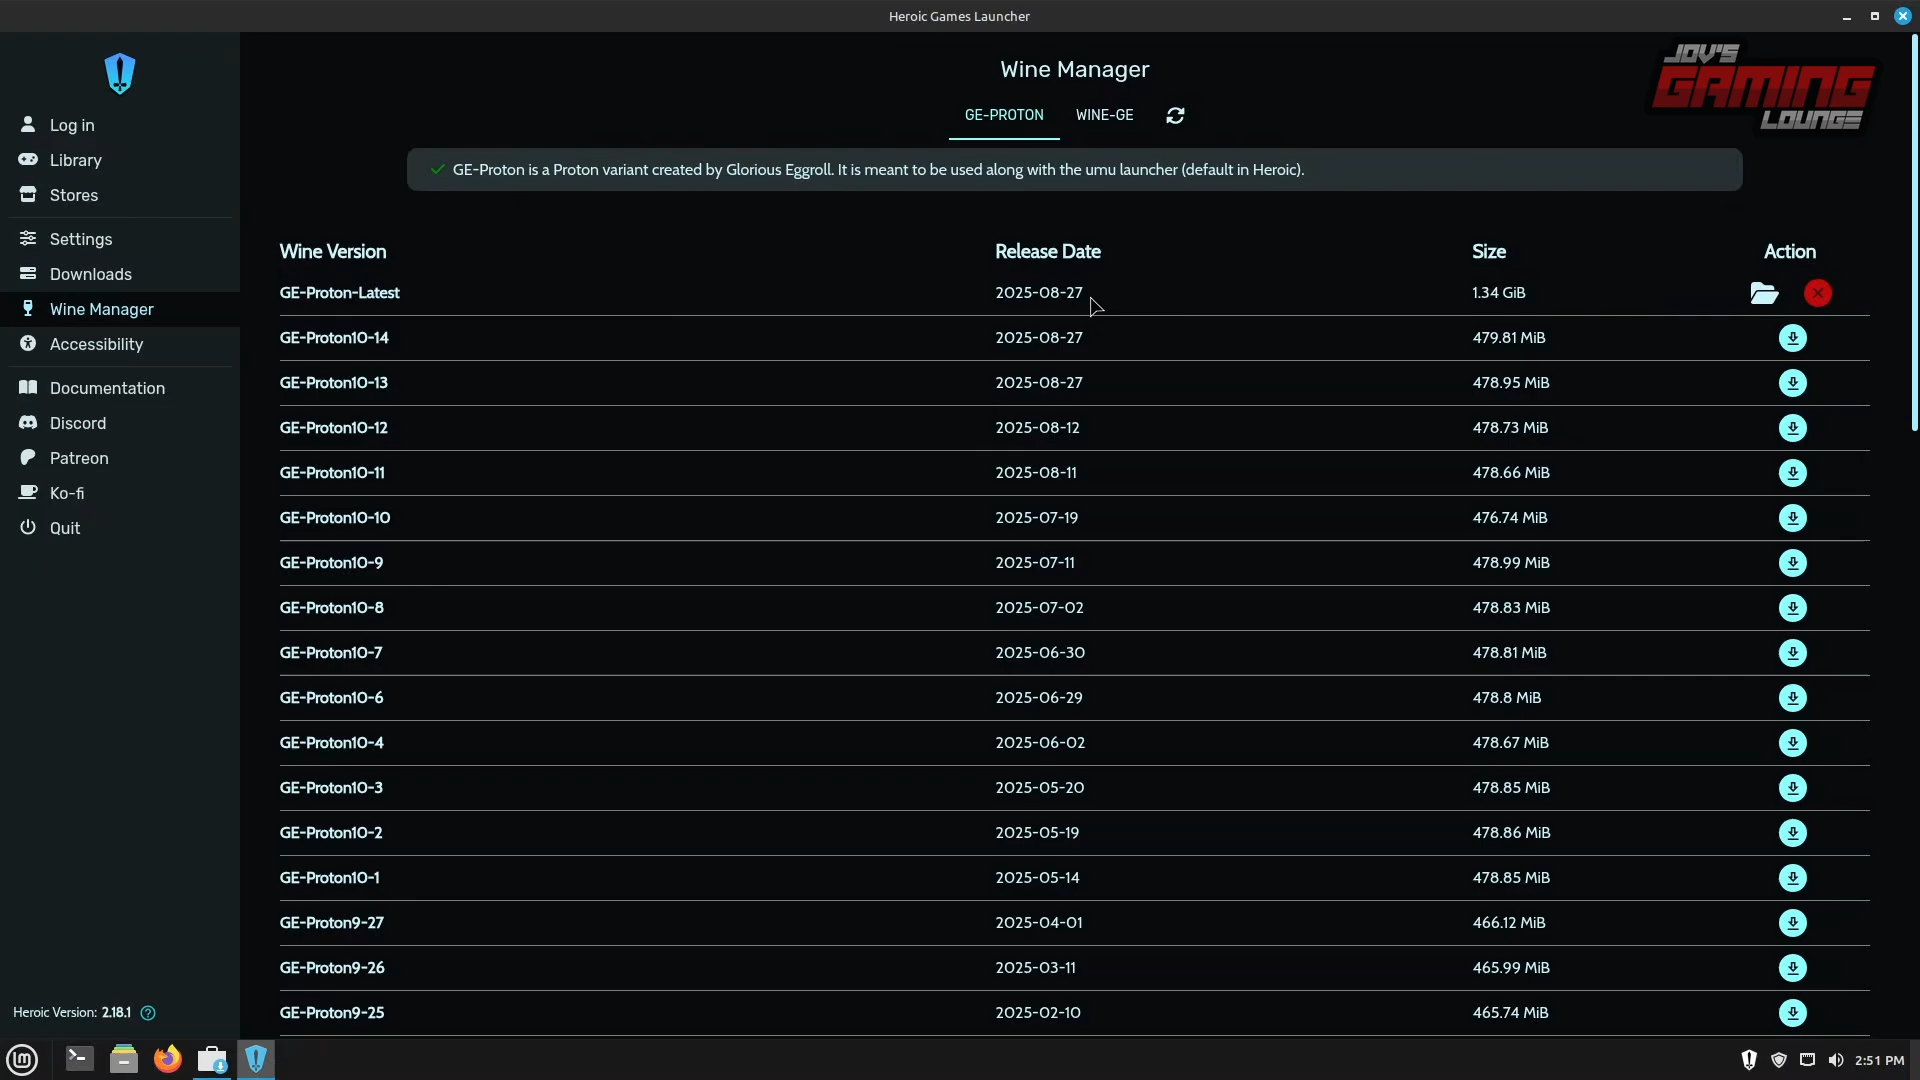 Heroic Games Launcher
JOV'S
GAMING
LOUNGE
Log in
Library
Stores
Settings
Downloads
Wine Manager
Accessibility
Documentation
Discord
Patreon
Ko-fi
Quit
Heroic Version: 2.18.1
Wine Manager
GE-PROTON WINE-GE
GE-Proton is a Proton variant created by Glorious Eggroll. It is meant to be used along with the umu launcher (default in Heroic).
Wine Version Release Date Size Action
GE-Proton-Latest 2025-08-27 1.34 GiB
GE-Proton10-14 2025-08-27 479.81 MiB
GE-Proton10-13 2025-08-27 478.95 MiB
GE-Proton10-12 2025-08-12 478.73 MiB
GE-Proton10-11 2025-08-11 478.66 MiB
GE-Proton10-10 2025-07-19 476.74 MiB
GE-Proton10-9 2025-07-11 478.99 MiB
GE-Proton10-8 2025-07-02 478.83 MiB
GE-Proton10-7 2025-06-30 478.81 MiB
GE-Proton10-6 2025-06-29 478.8 MiB
GE-Proton10-4 2025-06-02 478.67 MiB
GE-Proton10-3 2025-05-20 478.85 MiB
GE-Proton10-2 2025-05-19 478.86 MiB
GE-Proton10-1 2025-05-14 478.85 MiB
GE-Proton9-27 2025-04-01 466.12 MiB
GE-Proton9-26 2025-03-11 465.99 MiB
GE-Proton9-25 2025-02-10 465.74 MiB
2:51 PM